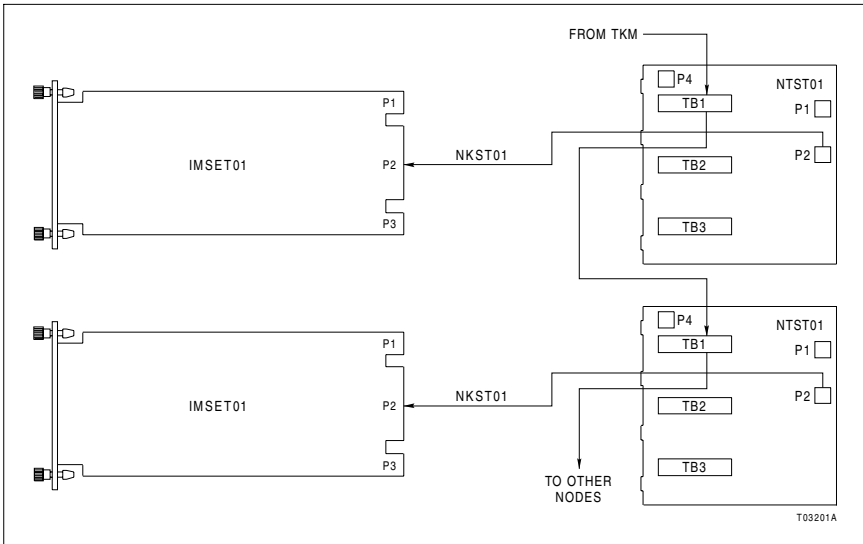 FROM TKM
P4
NTST01
P1
TB1
P1
IMSET01
P2
NKST01
P2
TB2
P3
TB3
P4
NTST01
TB1
P1
P1
IMSET01
P2
NKST01
P2
TB2
P3
TB3
TO OTHER
NODES
T03201A